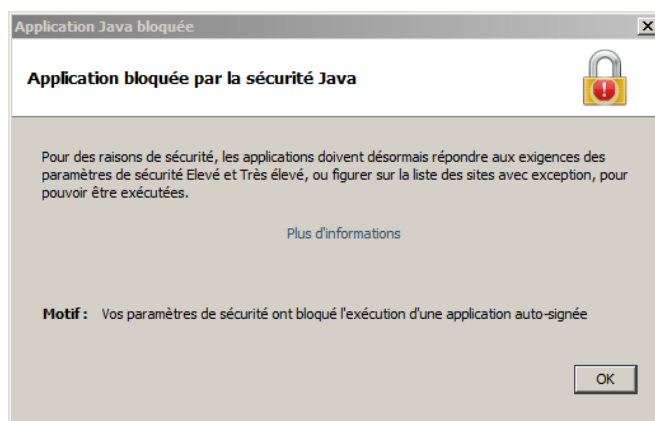 Application Java bloquée
Application bloquée par la sécurité Java
Pour des raisons de sécurité, les applications doivent désormais répondre aux exigences des
paramètres de sécurité Elevé et Très élevé, ou figurer sur la liste des sites avec exception, pour
pouvoir être exécutées.
Plus d'informations
Motif : Vos paramètres de sécurité ont bloqué l'exécution d'une application auto-signée
OK